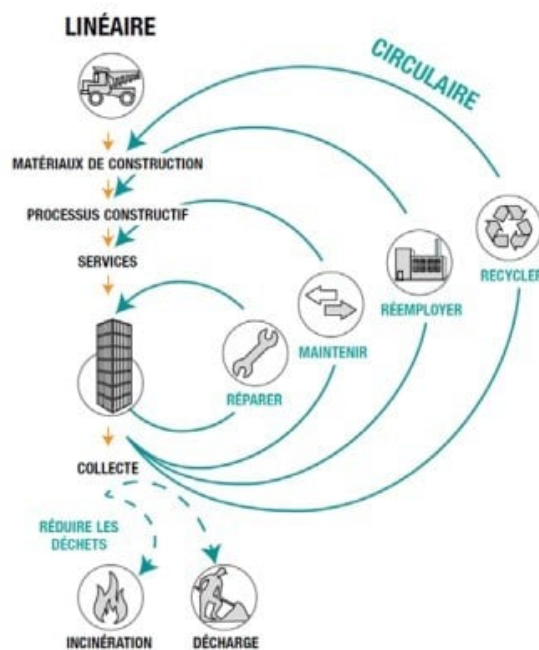 LINÉAIRE
CIRCULAIRE
MATÉRIAUX DE CONSTRUCTION
PROCESSUS CONSTRUCTIF
SERVICES
RECYCLER
RÉEMPLOYER
MAINTENIR
RÉPARER
COLLECTE
RÉDUIRE LES
DÉCHETS
INCINÉRATION
DÉCHARGE